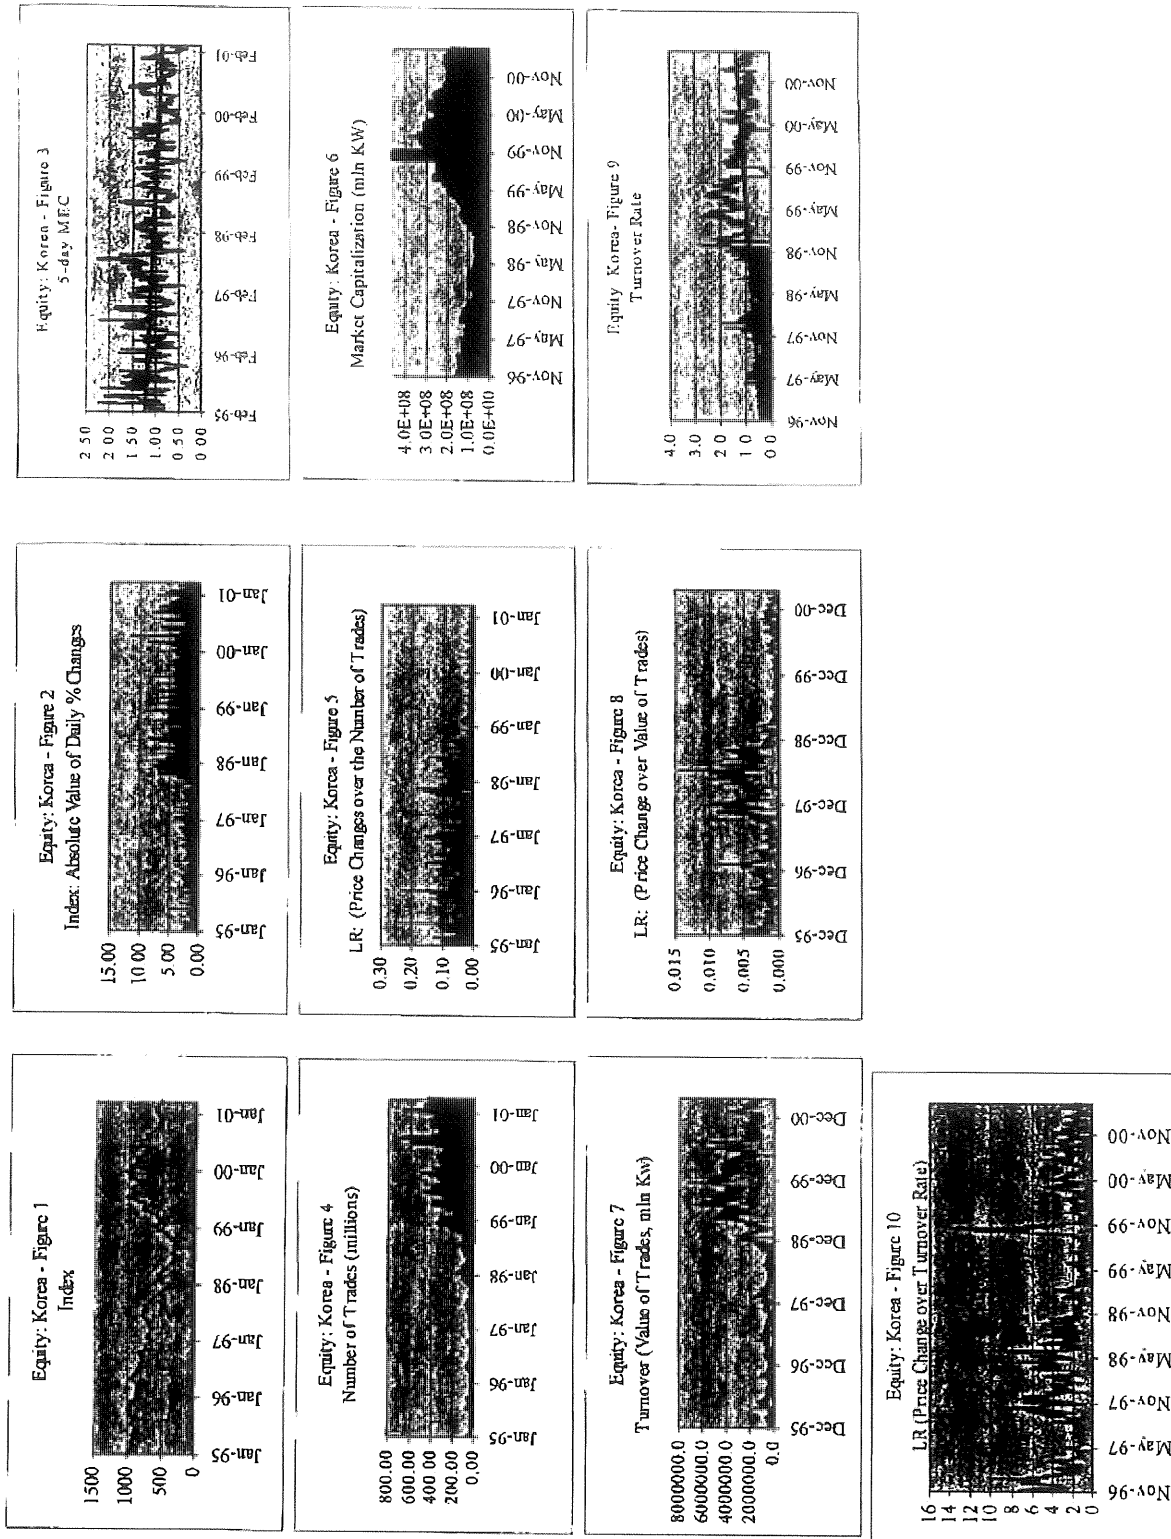 Equity: Korea - Figure 1
Index
1500
1000
500
0
Jan-95 Jan-96 Jan-97 Jan-98 Jan-99 Jan-00 Jan-01
Equity: Korea - Figure 2
Index: Absolute Value of Daily % Changes
15.00
10.00
5.00
0.00
Jan-95 Jan-96 Jan-97 Jan-98 Jan-99 Jan-00 Jan-01
Equity: Korea - Figure 3
5-day MEC
2 50
2 00
1 50
1 00
0 50
0 00
Feb-95 Feb-96 Feb-97 Feb-98 Feb-99 Feb-00 Feb-01
Equity: Korea - Figure 4
Number of Trades (millions)
800.00
600.00
400.00
200.00
0.00
Jan-95 Jan-96 Jan-97 Jan-98 Jan-99 Jan-00 Jan-01
Equity: Korea - Figure 5
LR: (Price Changes over the Number of Trades)
0.30
0.20
0.10
0.00
Jan-95 Jan-96 Jan-97 Jan-98 Jan-99 Jan-00 Jan-01
Equity: Korea - Figure 6
Market Capitalization (mln KW)
4.0E+08
3.0E+08
2.0E+08
1.0E+08
0.0E+00
Nov-96 May-97 Nov-97 May-98 Nov-98 May-99 Nov-99 May-00 Nov-00
Equity: Korea - Figure 7
Turnover (Value of Trades, mln Kw)
8000000.0
6000000.0
4000000.0
2000000.0
0.0
Dec-95 Dec-96 Dec-97 Dec-98 Dec-99 Dec-00
Equity: Korea - Figure 8
LR: (Price Change over Value of Trades)
0.015
0.010
0.005
0.000
Dec-95 Dec-96 Dec-97 Dec-98 Dec-99 Dec-00
Equity Korea- Figure 9
Turnover Rate
4.0
3.0
2 0
1 0
0 0
Nov-96 May-97 Nov-97 May-98 Nov-98 May-99 Nov-99 May-00 Nov-00
Equity: Korea - Figure 10
LR (Price Change over Turnover Rate)
16
14
12
10
8
6
4
2
0
Nov-96 May-97 Nov-97 May-98 Nov-98 May-99 Nov-99 May-00 Nov-00